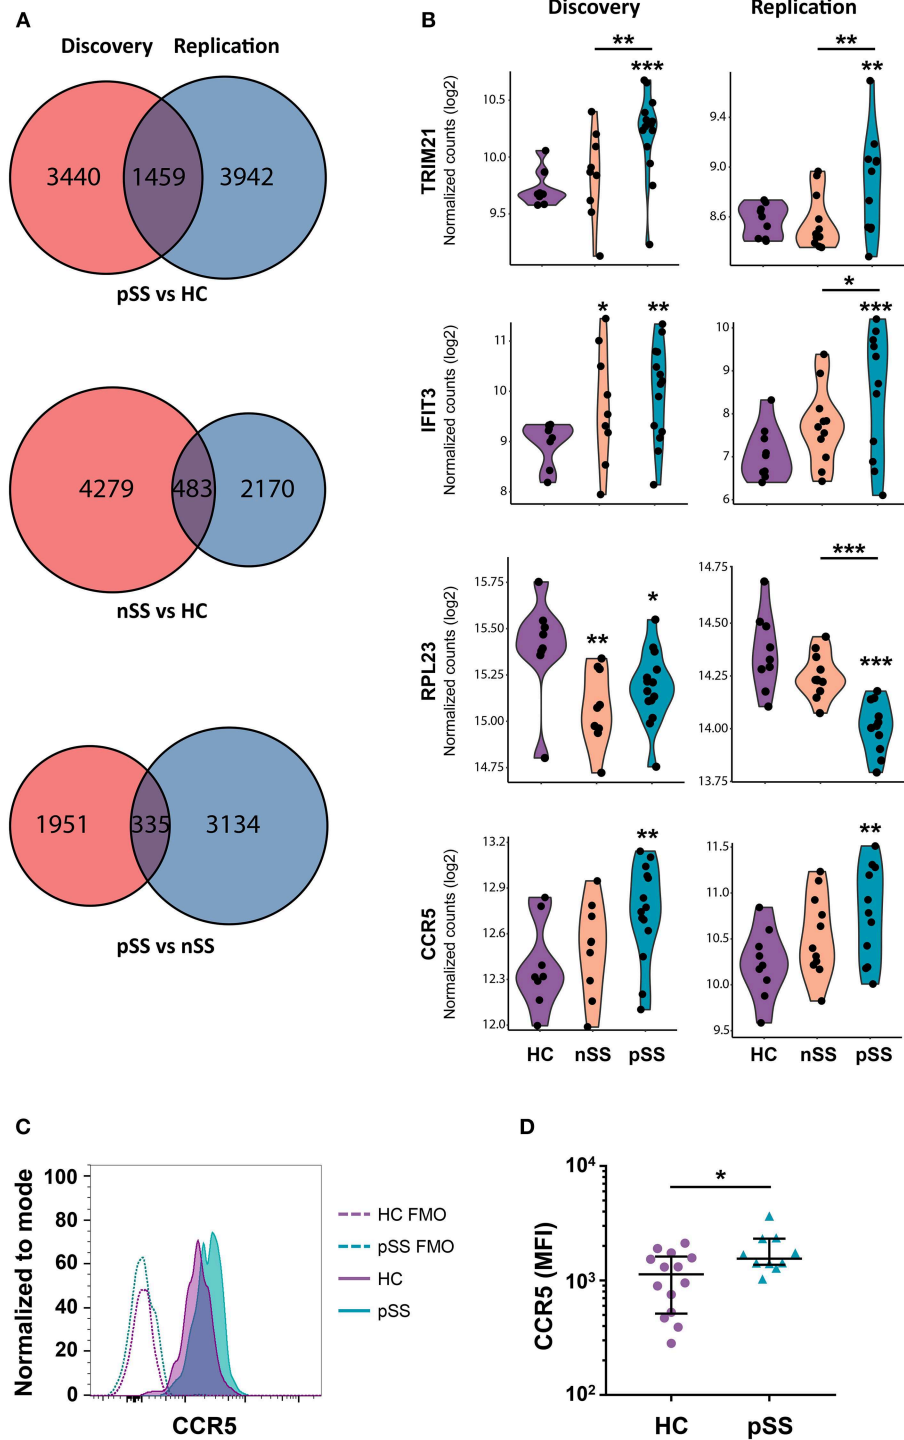 A
Discovery Replication
3440 1459 3942
pSS vs HC
4279 483 2170
nSS vs HC
1951 335 3134
pSS vs nSS
B
Discovery Replication
TRIM21
Normalized counts (log2)
10.5
10.0
9.5
**
***
9.4
9.0
8.6
**
**
IFIT3
Normalized counts (log2)
11
10
9
8
*
**
10
9
8
7
6
*
***
RPL23
Normalized counts (log2)
15.75
15.50
15.25
15.00
14.75
**
*
14.75
14.50
14.25
14.00
13.75
***
***
CCR5
Normalized counts (log2)
13.2
12.9
12.6
12.3
12.0
**
11.5
11.0
10.5
10.0
9.5
**
HC nSS pSS
HC nSS pSS
C
Normalized to mode
100
80
60
40
20
0
CCR5
HC FMO
pSS FMO
HC
pSS
D
CCR5 (MFI)
10⁴
10³
10²
*
HC pSS